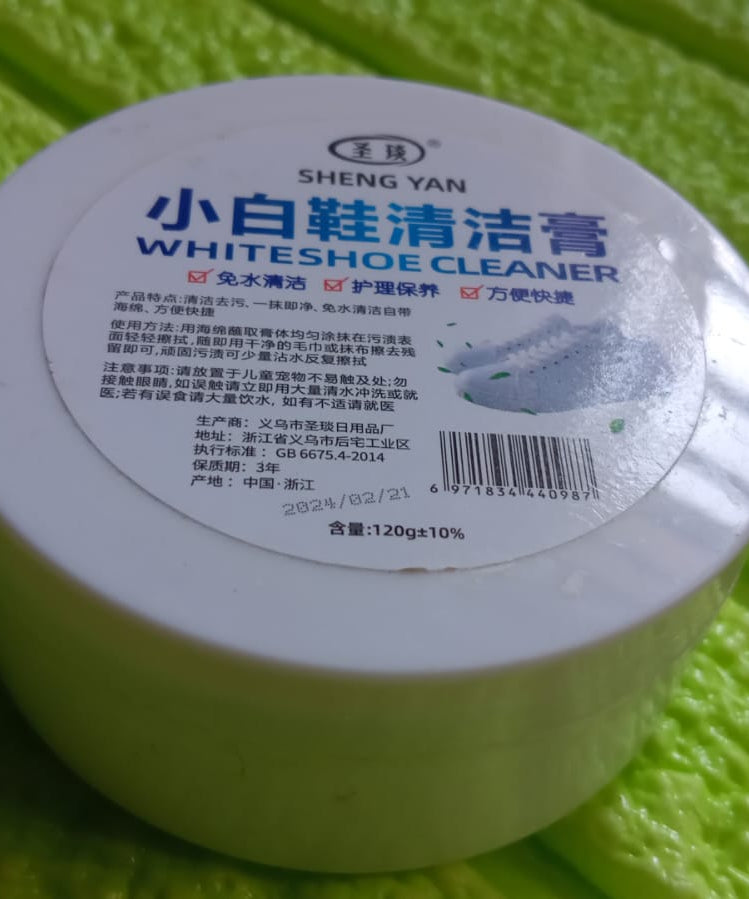 圣琰®
SHENG YAN
小白鞋清洁膏
WHITESHOE CLEANER
免水清洁 护理保养 方便快捷
产品特点:清洁去污、一抹即净、免水清洁自带
海绵、方便快捷
使用方法:用海绵蘸取膏体均匀涂抹在污渍表
面轻轻擦拭,随即用干净的毛巾或抹布擦去残
留即可,顽固污渍可少量沾水反复擦拭
注意事项:请放置于儿童宠物不易触及处;勿
接触眼睛,如误触请立即用大量清水冲洗或就
医;若有误食请大量饮水, 如有不适请就医
生产商: 义乌市圣琰日用品厂
地址: 浙江省义乌市后宅工业区
执行标准: GB 6675.4-2014
保质期: 3年
产地: 中国·浙江
2024/02/21
6 971834 440987
含量:120g±10%